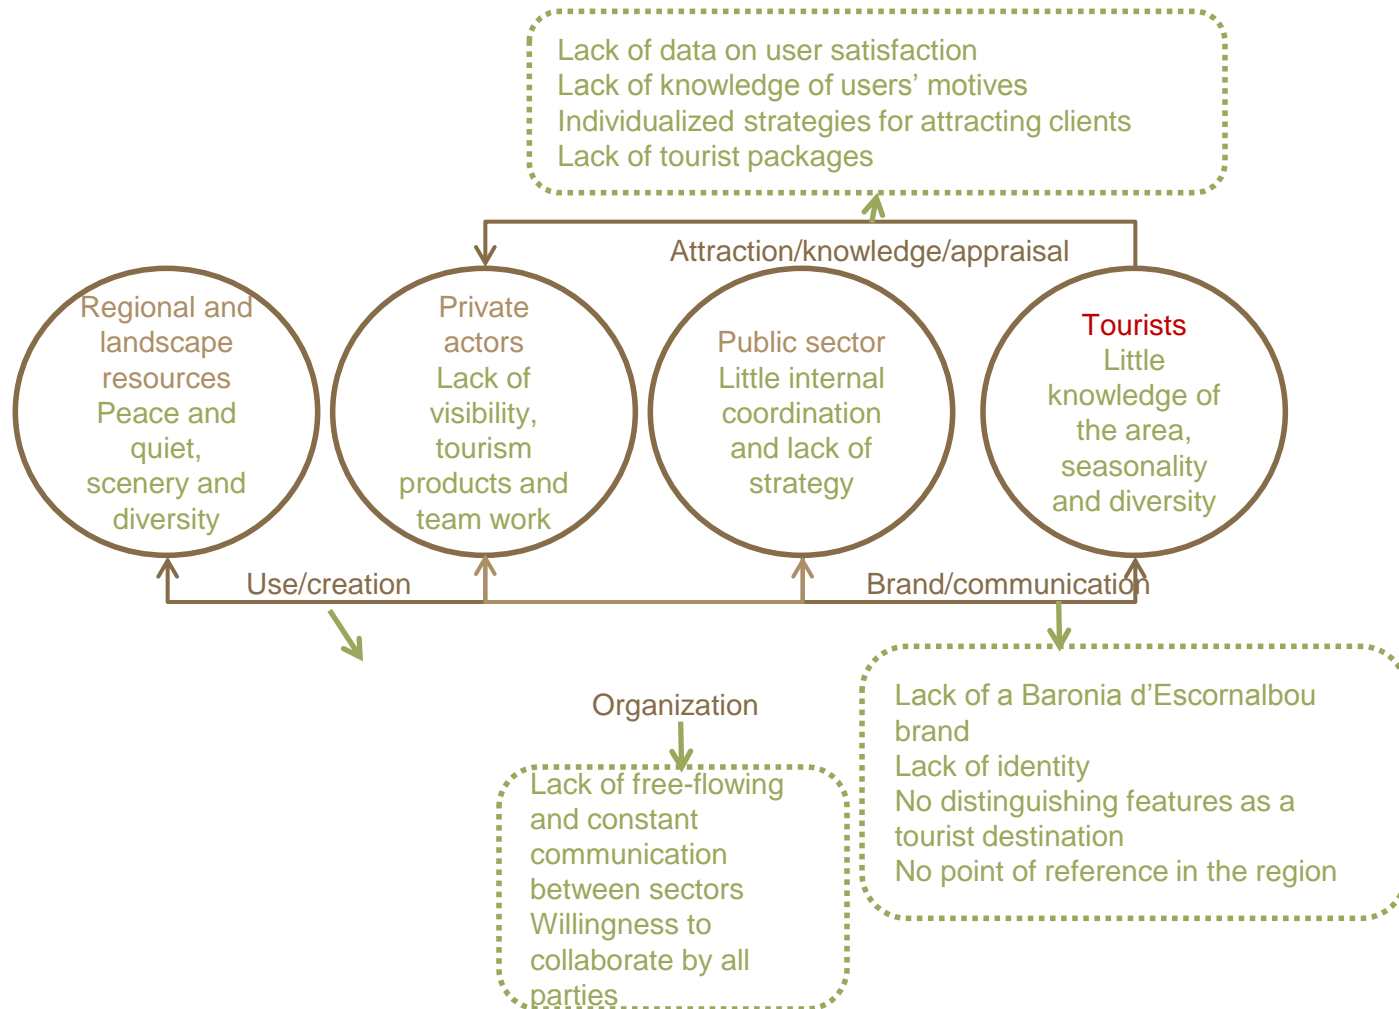 Lack of data on user satisfaction
Lack of knowledge of users’ motives
Individualized strategies for attracting clients
Lack of tourist packages
Attraction/knowledge/appraisal
Regional and
landscape
resources
Peace and
quiet,
scenery and
diversity
Private
actors
Lack of
visibility,
tourism
products and
team work
Public sector
Little internal
coordination
and lack of
strategy
Tourists
Little
knowledge of
the area,
seasonality
and diversity
Use/creation
Brand/communication
Organization
Lack of free-flowing
and constant
communication
between sectors
Willingness to
collaborate by all
parties
Lack of a Baronia d’Escornalbou
brand
Lack of identity
No distinguishing features as a
tourist destination
No point of reference in the region